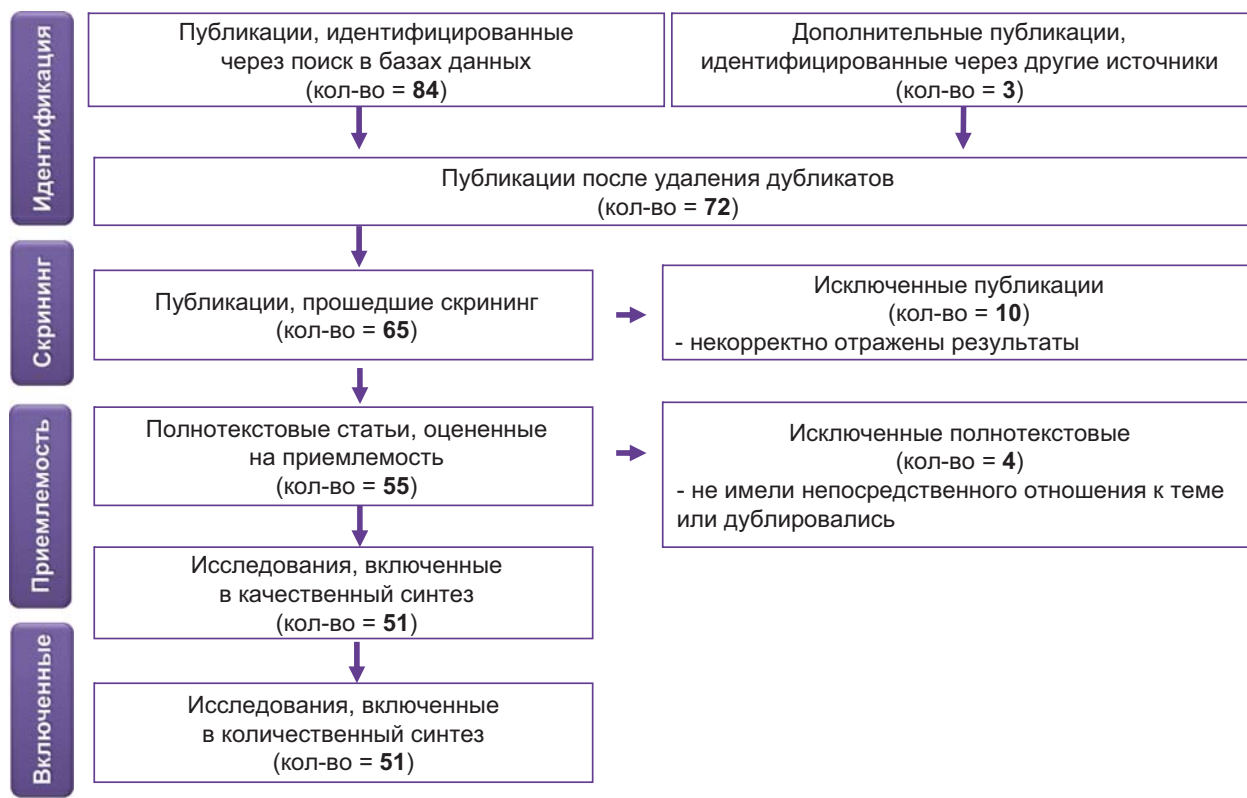 Идентификация
Публикации, идентифицированные
через поиск в базах данных
(кол-во = 84)
Дополнительные публикации,
идентифицированные через другие источники
(кол-во = 3)
Публикации после удаления дубликатов
(кол-во = 72)
Скрининг
Публикации, прошедшие скрининг
(кол-во = 65)
Исключенные публикации
(кол-во = 10)
- некорректно отражены результаты
Приемлемость
Полнотекстовые статьи, оцененные
на приемлемость
(кол-во = 55)
Исключенные полнотекстовые
(кол-во = 4)
- не имели непосредственного отношения к теме
или дублировались
Исследования, включенные
в качественный синтез
(кол-во = 51)
Включенные
Исследования, включенные
в количественный синтез
(кол-во = 51)